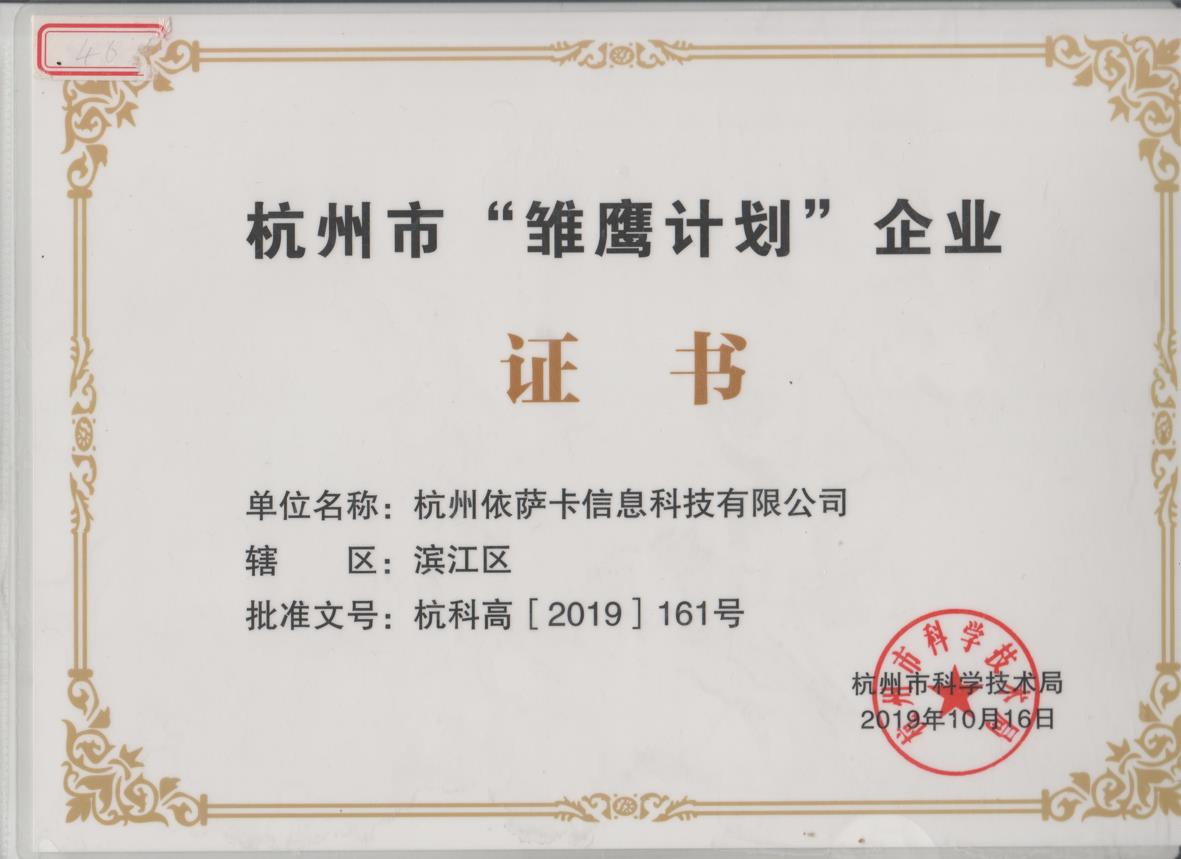 46
杭州市“雏鹰计划”企业
证 书
单位名称：杭州依萨卡信息科技有限公司
辖 区：滨江区
批准文号：杭科高［2019］161号
杭州市科学技术局
2019年10月16日
杭州市科学技术局